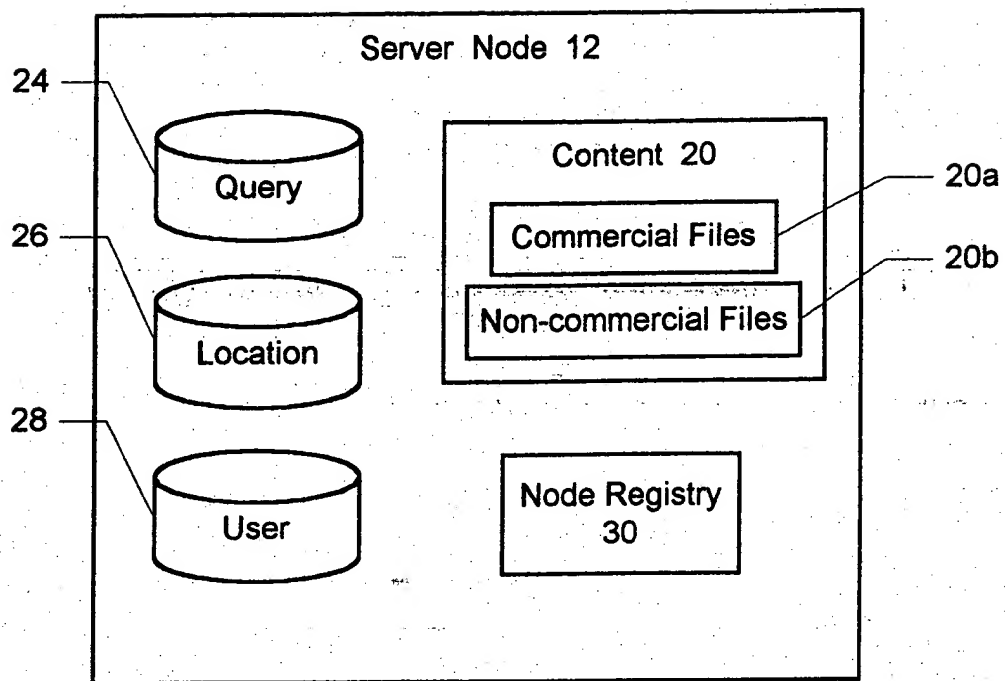 Server Node 12
24
Query
26
Location
28
User
Content 20
Commercial Files
20a
Non-commercial Files
20b
Node Registry
30